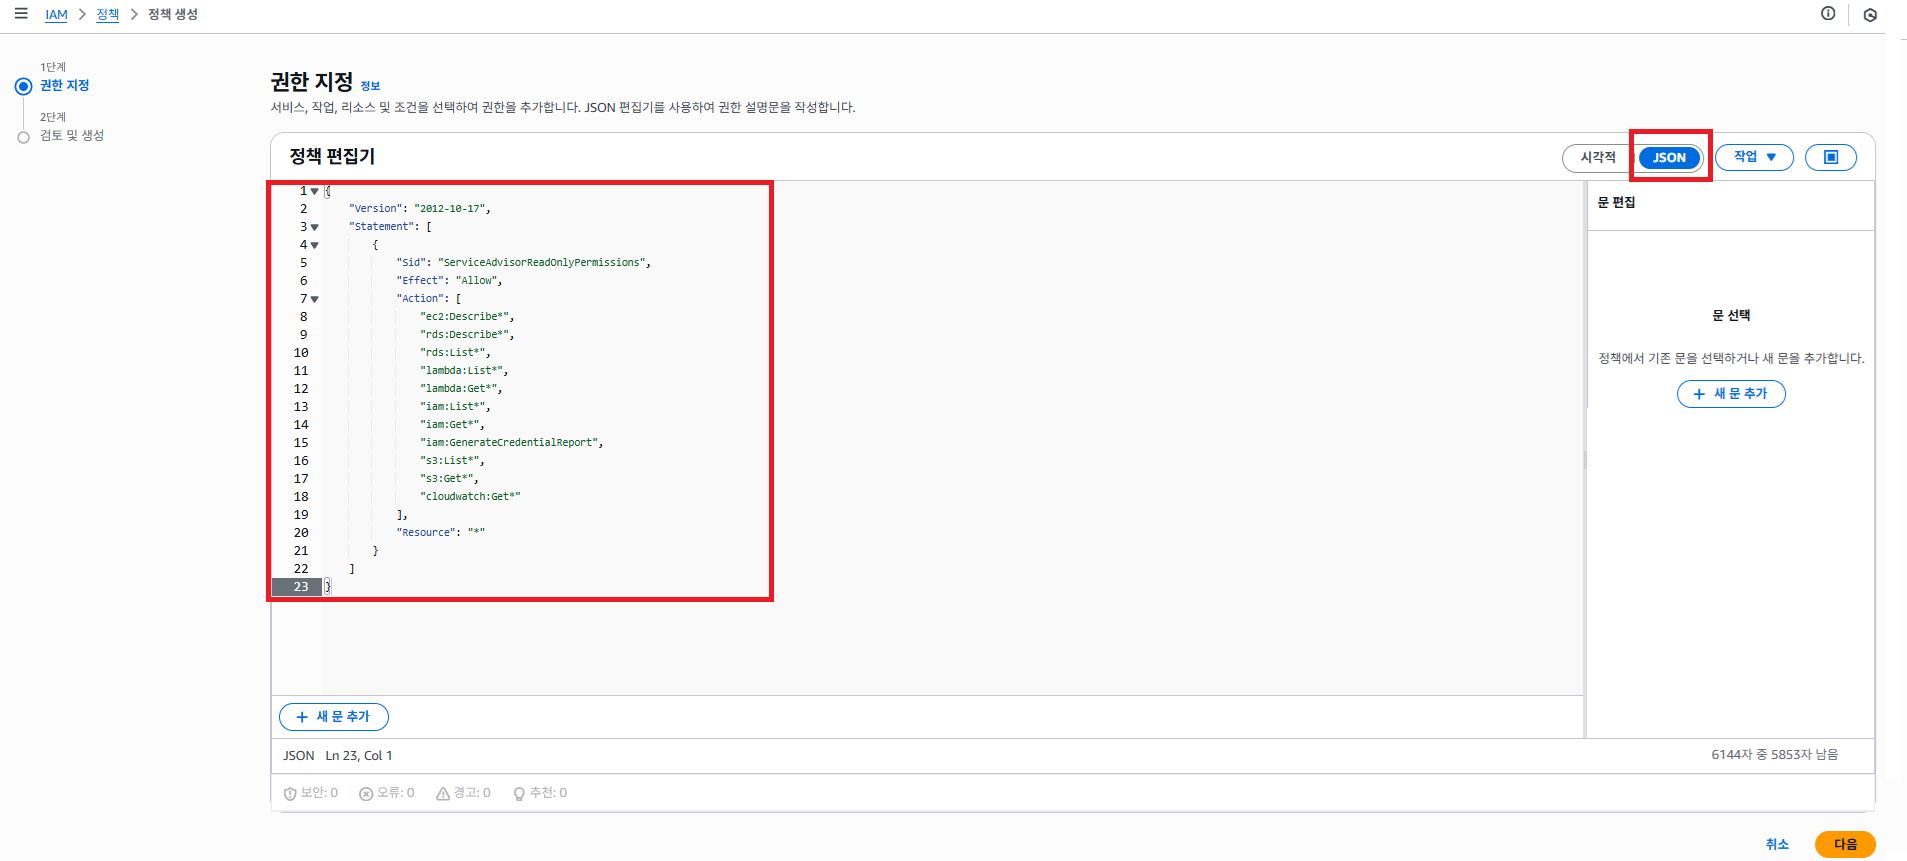 IAM > 정책 > 정책 생성
1단계
권한 지정
2단계
검토 및 생성
권한 지정 정보
서비스, 작업, 리소스 및 조건을 선택하여 권한을 추가합니다. JSON 편집기를 사용하여 권한 설명문을 작성합니다.
정책 편집기
시각적
JSON
작업
1 {
2 "Version": "2012-10-17",
3 "Statement": [
4 {
5 "Sid": "ServiceAdvisorReadOnlyPermissions",
6 "Effect": "Allow",
7 "Action": [
8 "ec2:Describe*",
9 "rds:Describe*",
10 "rds:List*",
11 "lambda:List*",
12 "lambda:Get*",
13 "iam:List*",
14 "iam:Get*",
15 "iam:GenerateCredentialReport",
16 "s3:List*",
17 "s3:Get*",
18 "cloudwatch:Get*"
19 ],
20 "Resource": "*"
21 }
22 ]
23 }
문 편집
문 선택
정책에서 기존 문을 선택하거나 새 문을 추가합니다.
+ 새 문 추가
+ 새 문 추가
JSON Ln 23, Col 1
6144자 중 5853자 남음
보안: 0
오류: 0
경고: 0
추천: 0
취소
다음